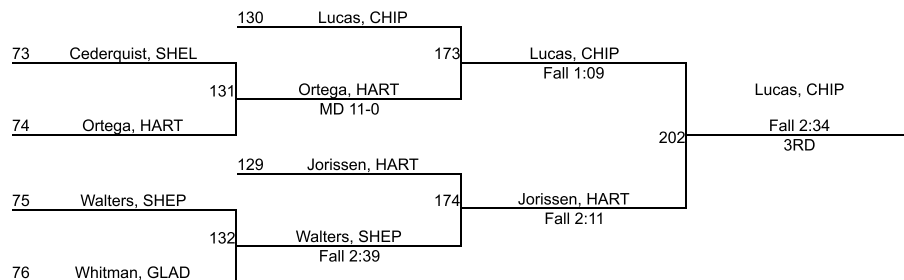 130 Lucas, CHIP
73 Cederquist, SHEL
173 Lucas, CHIP
Fall 1:09
131 Ortega, HART
MD 11-0
Lucas, CHIP
74 Ortega, HART
Fall 2:34
202
3RD
129 Jorissen, HART
75 Walters, SHEP
174 Jorissen, HART
Fall 2:11
132 Walters, SHEP
Fall 2:39
76 Whitman, GLAD